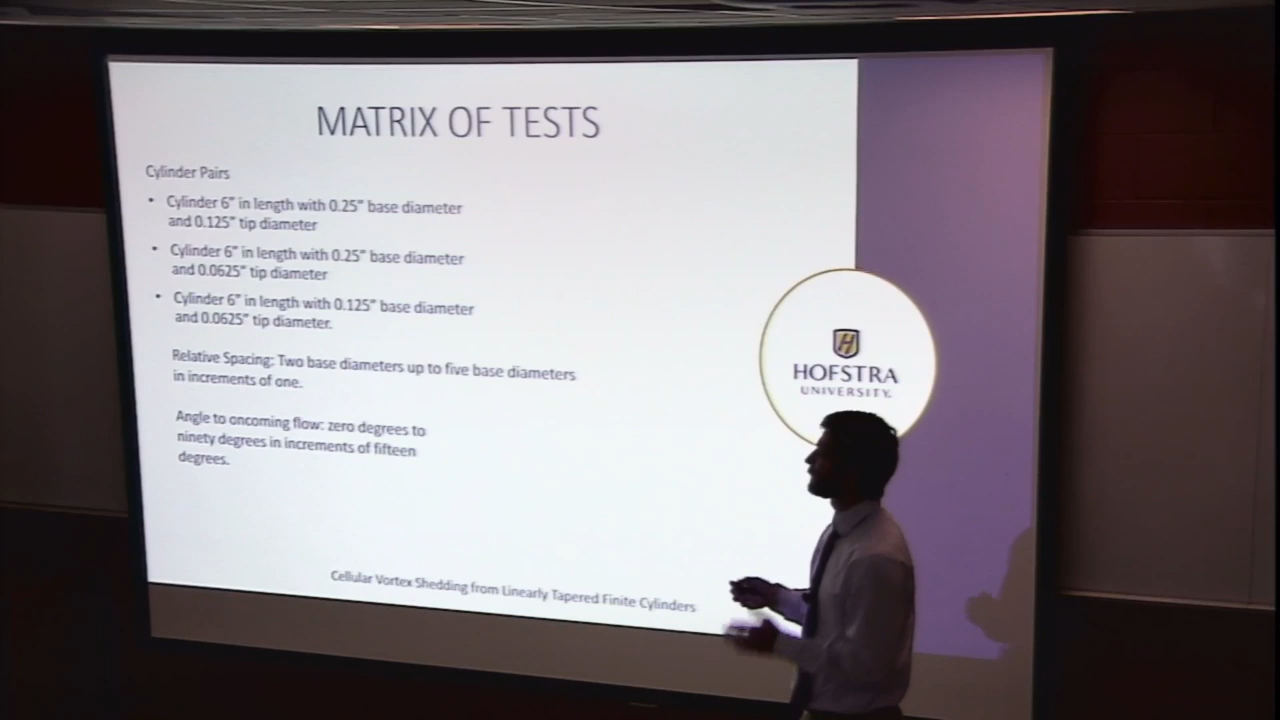 MATRIX OF TESTS
Cylinder Pairs
• Cylinder 6" in length with 0.25" base diameter
and 0.125" tip diameter
• Cylinder 6" in length with 0.25" base diameter
and 0.0625" tip diameter
• Cylinder 6" in length with 0.125" base diameter
and 0.0625" tip diameter.
Relative Spacing: Two base diameters up to five base diameters
in increments of one.
Angle to oncoming flow: zero degrees to
ninety degrees in increments of fifteen
degrees.
H
HOFSTRA
UNIVERSITY.
Cellular Vortex Shedding from Linearly Tapered Finite Cylinders